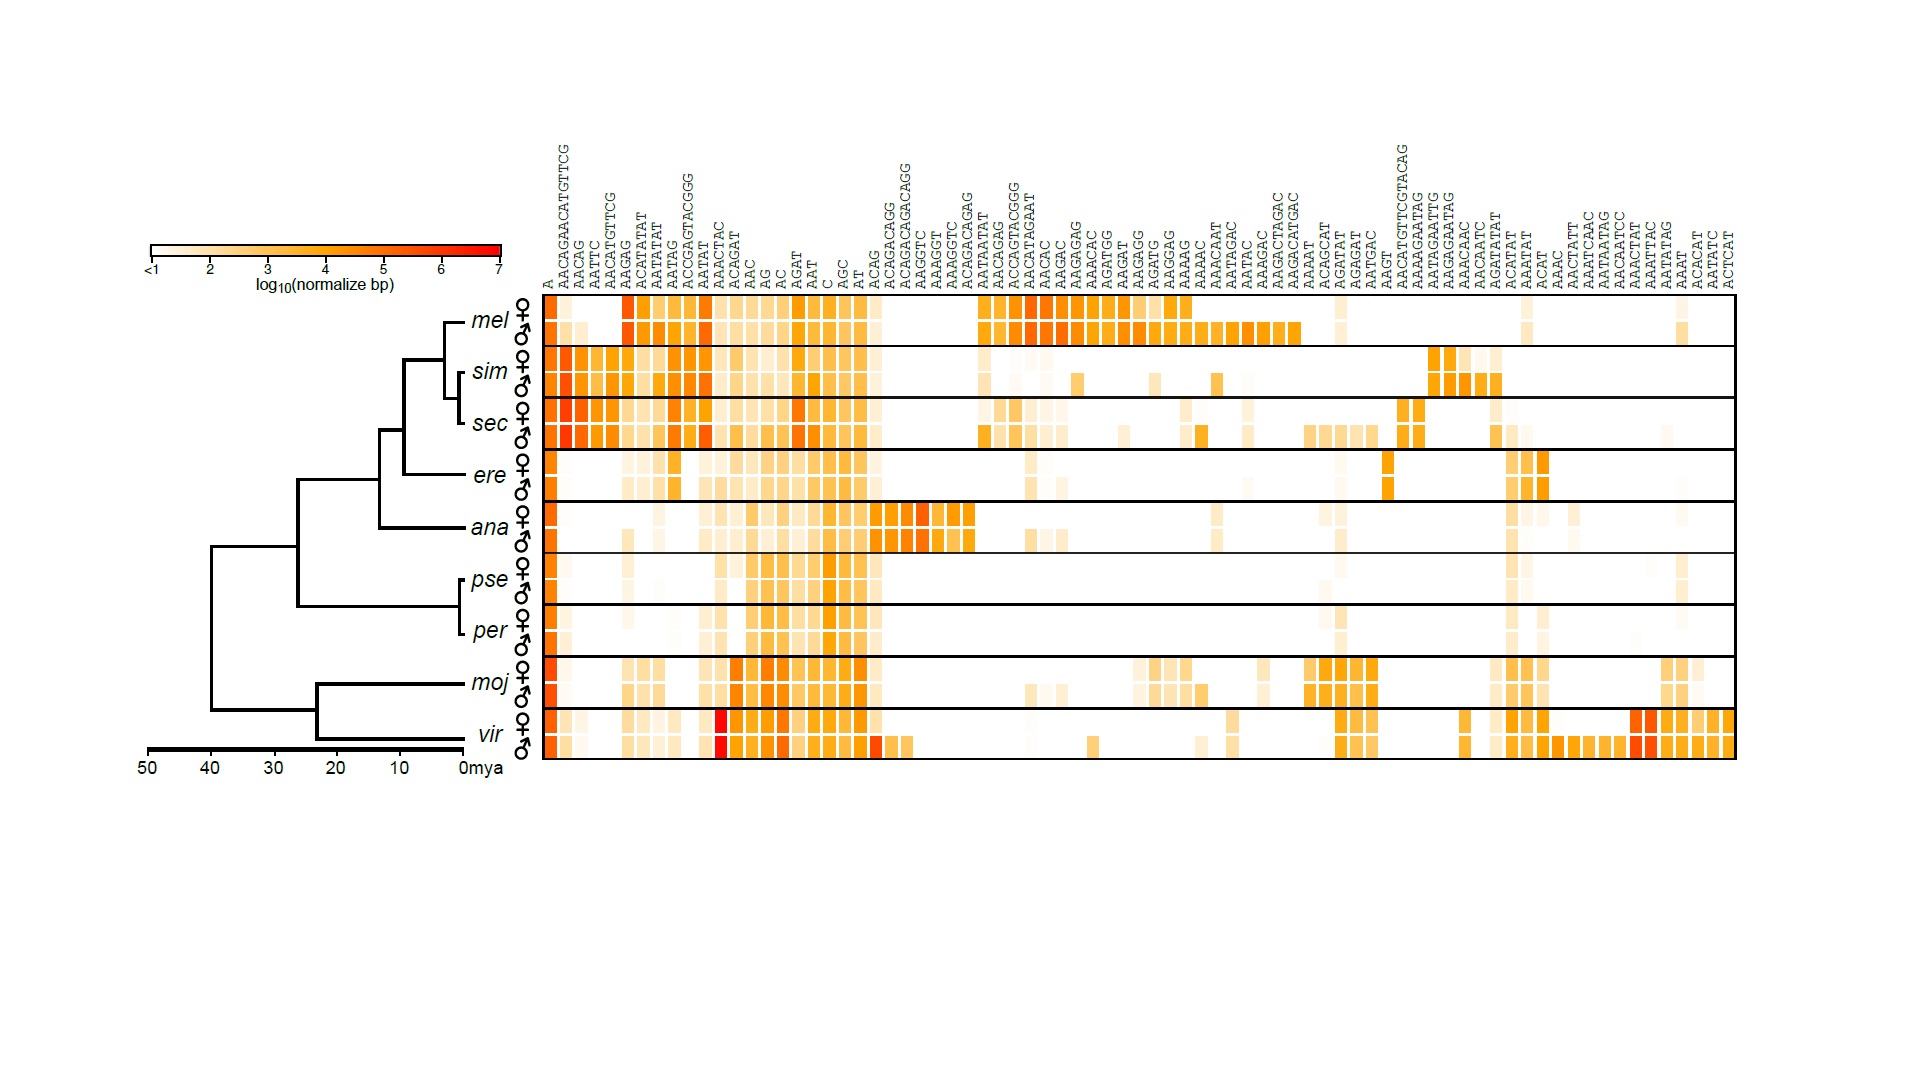 <1 2 3 4 5 6 7
log10(normalize bp)
A
AACAGAACATGTTCG
AACAG
AATTC
AACATGTTCG
AAGAG
ACATATAT
AATATAT
AATAG
ACCGAGTACGGG
AATAT
AAACTAC
ACAGAT
AAC
AG
AC
AGAT
AAT
C
AGC
AT
ACAG
ACAGACAGG
ACAGACAGACAGG
AAGGTC
AAAGGT
AAAGGTC
ACAGACAGAG
AATAATAT
AACAGAG
ACCAGTACGGG
AACATAGAAT
AACAC
AAGAC
AAGAGAG
AAACAC
AGATGG
AAGAT
AAGAGG
AGATG
AAGGAG
AAAAG
AAAAC
AAACAAT
AATAGAC
AATAC
AAAGAC
AAGACTAGAC
AAGACATGAC
AAAAT
ACAGCAT
AGATAT
AGAGAT
AATGAC
AAGT
AACATGTTCGTACAG
AAAAGAATAG
AATAGAATTG
AAGAGAATAG
AAACAAC
AACAATC
AGATATAT
ACATAT
AAATAT
ACAT
AAAC
AACTATT
AAATCAAC
AATAATAG
AACAATCC
AAACTAT
AAATTAC
AATATAG
AAAT
ACACAT
AATATC
ACTCAT
mel ♀
♂
sim ♀
♂
sec ♀
♂
ere ♀
♂
ana ♀
♂
pse ♀
♂
per ♀
♂
moj ♀
♂
vir ♀
♂
50 40 30 20 10 0mya